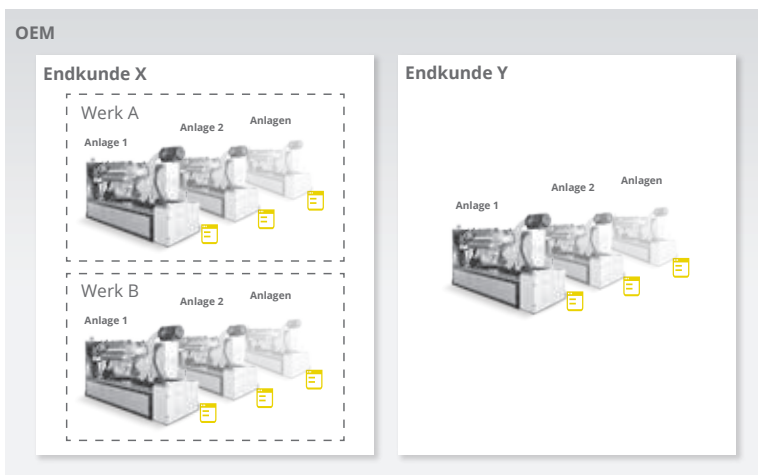 OEM
Endkunde X
Werk A
Anlage 1
Anlage 2
Anlagen
Werk B
Anlage 1
Anlage 2
Anlagen
Endkunde Y
Anlage 1
Anlage 2
Anlagen